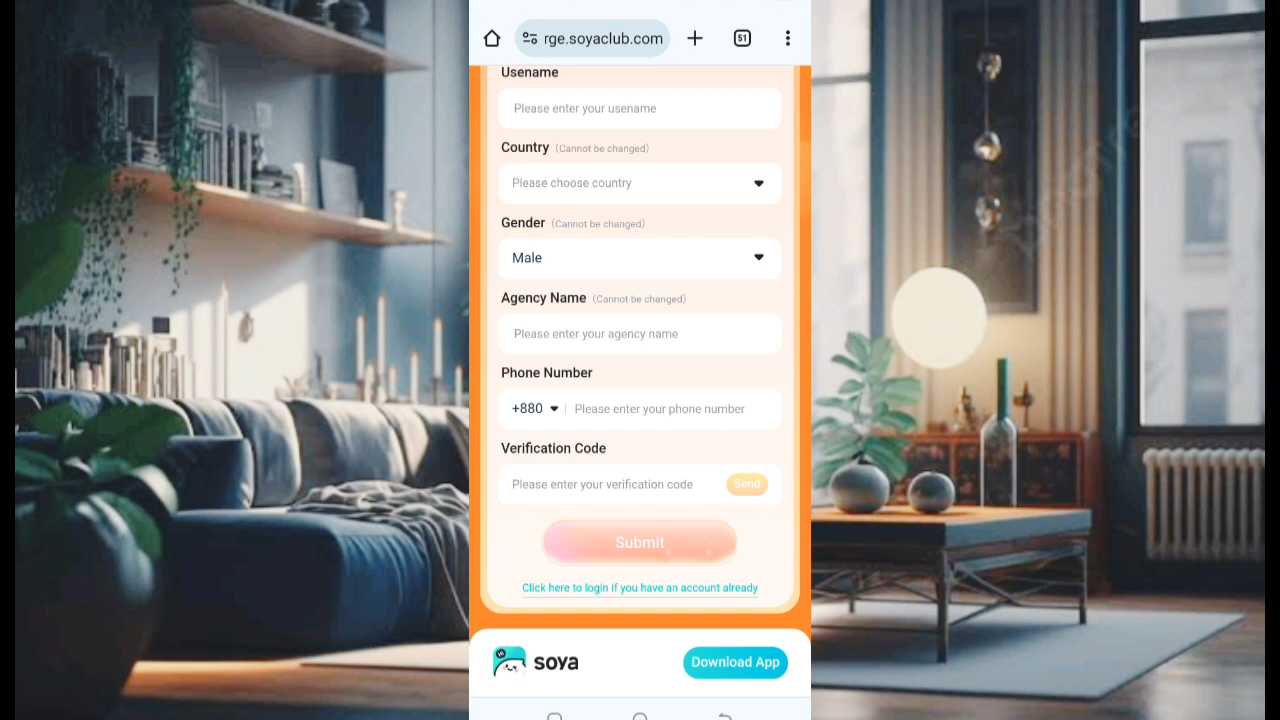 rge.soyaclub.com
51
Usename
Please enter your usename
Country (Cannot be changed)
Please choose country
Gender (Cannot be changed)
Male
Agency Name (Cannot be changed)
Please enter your agency name
Phone Number
+880 Please enter your phone number
Verification Code
Please enter your verification code Send
Submit
Click here to login if you have an account already
soya Download App